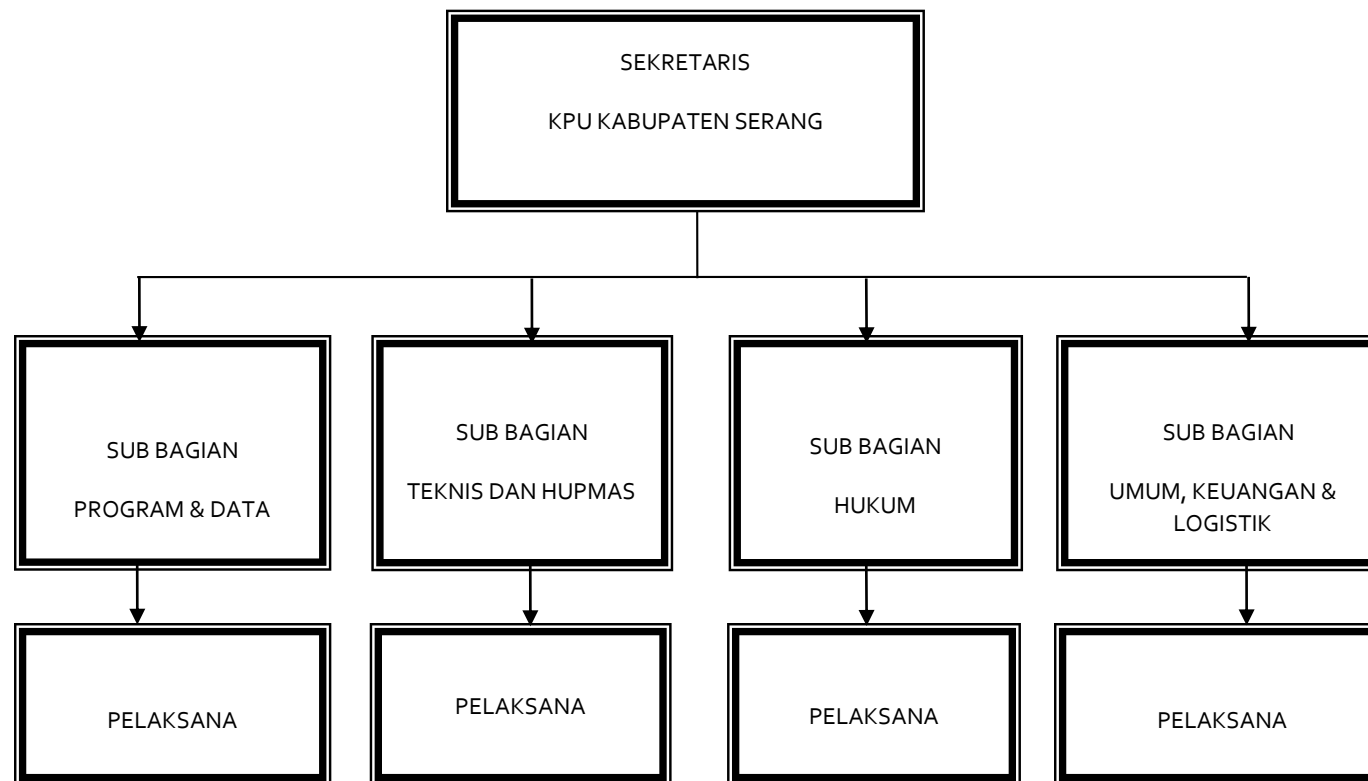 SEKRETARIS
KPU KABUPATEN SERANG
SUB BAGIAN
PROGRAM & DATA
SUB BAGIAN
TEKNIS DAN HUPMAS
SUB BAGIAN
HUKUM
SUB BAGIAN
UMUM, KEUANGAN &
LOGISTIK
PELAKSANA
PELAKSANA
PELAKSANA
PELAKSANA